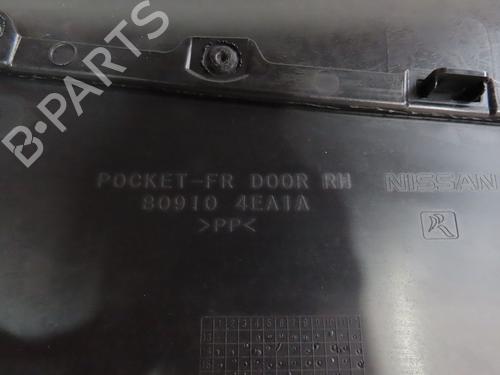 B-PARTS
POCKET-FR DOOR RH NISSAN
80910 4EA1A
>PP<